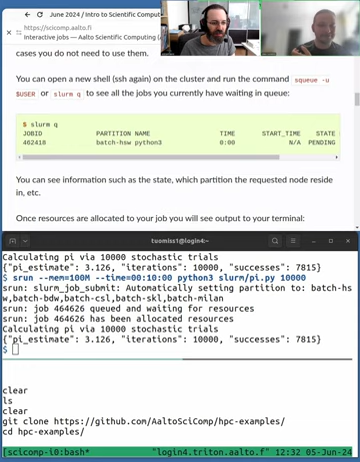 June 2024 / Intro to Scientific Comput
https://scicomp.aalto.fi
Interactive jobs — Aalto Scientific Computing (A
cases you do not need to use them.
You can open a new shell (ssh again) on the cluster and run the command squeue -u
$USER or slurm q to see all the jobs you currently have waiting in queue:
$ slurm q
JOBID PARTITION NAME TIME START_TIME STATE
462418 batch-hsw python3 0:00 N/A PENDING
You can see information such as the state, which partition the requested node reside
in, etc.
Once resources are allocated to your job you will see output to your terminal:
tuomiss1@login4:~
Calculating pi via 10000 stochastic trials
{"pi_estimate": 3.126, "iterations": 10000, "successes": 7815}
$ srun --mem=100M --time=00:10:00 python3 slurm/pi.py 10000
srun: slurm_job_submit: Automatically setting partition to: batch-hs
w,batch-bdw,batch-csl,batch-skl,batch-milan
srun: job 464626 queued and waiting for resources
srun: job 464626 has been allocated resources
Calculating pi via 10000 stochastic trials
{"pi_estimate": 3.126, "iterations": 10000, "successes": 7815}
$
clear
ls
clear
git clone https://github.com/AaltoSciComp/hpc-examples/
cd hpc-examples/
[scicomp-i0:bash* "login4.triton.aalto.f" 12:32 05-Jun-24